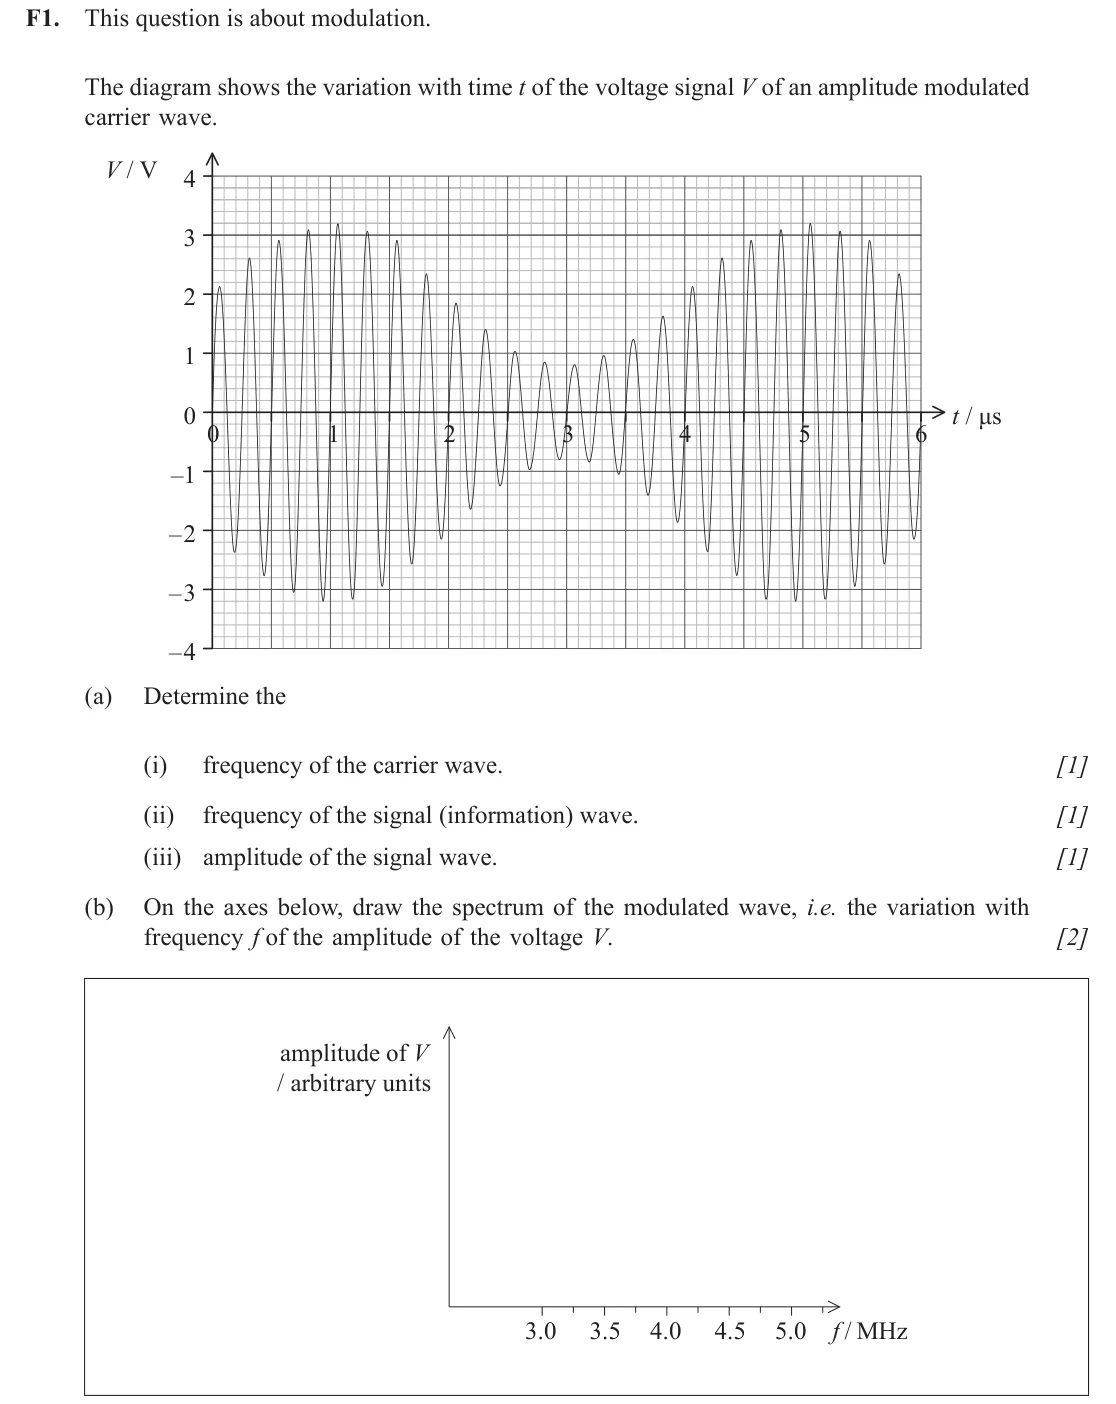 F1. This question is about modulation.
The diagram shows the variation with time t of the voltage signal V of an amplitude modulated
carrier wave.
V / V
4
3
2
1
0
–1
–2
–3
–4
0 1 2 3 4 5 6 t / μs
(a) Determine the
(i) frequency of the carrier wave. [1]
(ii) frequency of the signal (information) wave. [1]
(iii) amplitude of the signal wave. [1]
(b) On the axes below, draw the spectrum of the modulated wave, i.e. the variation with
frequency f of the amplitude of the voltage V. [2]
amplitude of V
/ arbitrary units
3.0 3.5 4.0 4.5 5.0 f / MHz